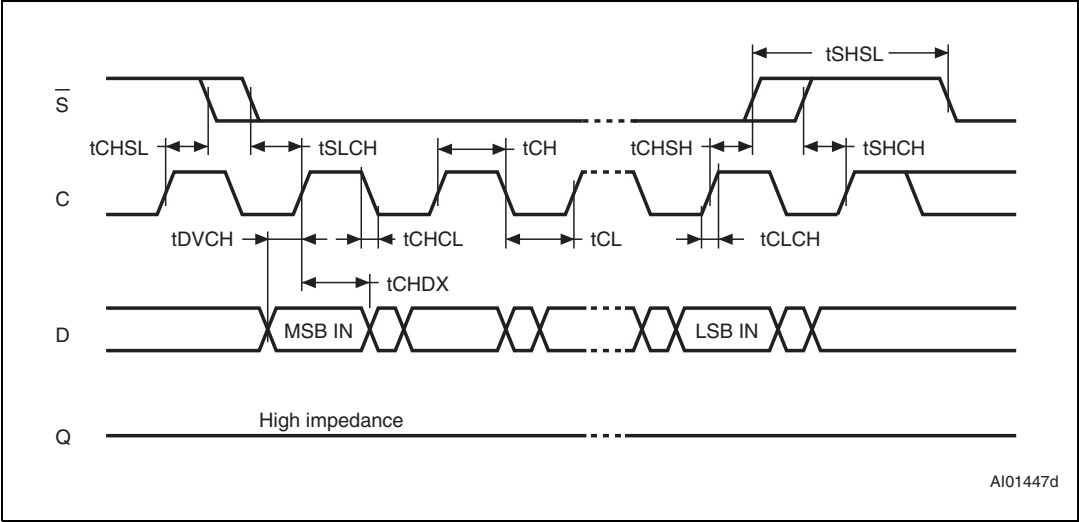 tSHSL
S
tCHSL tSLCH tCH tCHSH tSHCH
C
tDVCH tCHCL tCL tCLCH
tCHDX
D MSB IN LSB IN
High impedance
Q
AI01447d